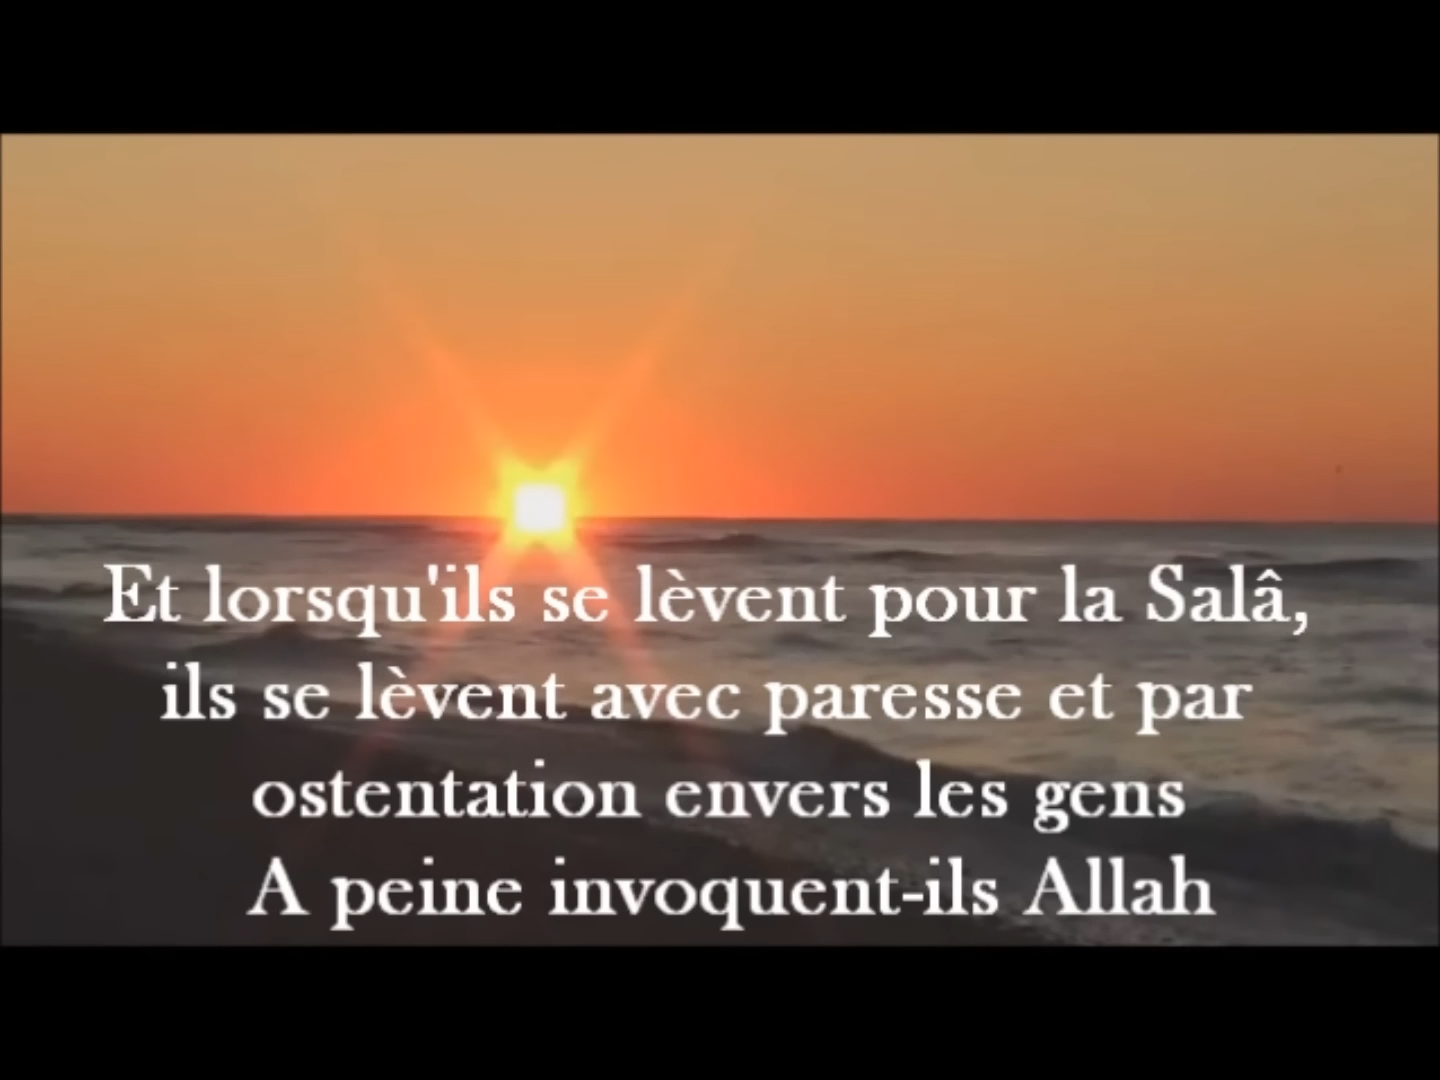 Et lorsqu'ils se lèvent pour la Salâ,
ils se lèvent avec paresse et par
ostentation envers les gens
A peine invoquent-ils Allah